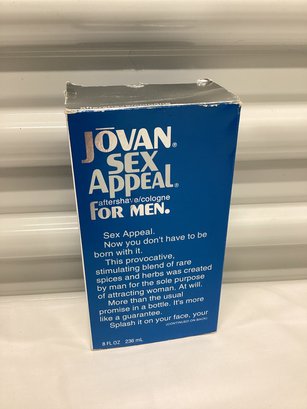 JŌVAN®
SEX
APPEAL®
aftershave/cologne
FOR MEN.
Sex Appeal.
Now you don't have to be
born with it.
This provocative,
stimulating blend of rare
spices and herbs was created
by man for the sole purpose
of attracting woman. At will.
More than the usual
promise in a bottle. It's more
like a guarantee.
Splash it on your face, your
(CONTINUED ON BACK)
8 FL OZ 236 mL